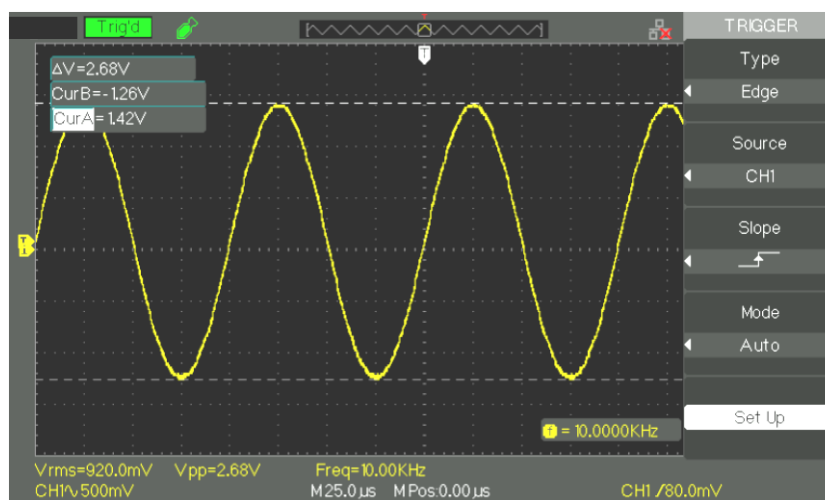 Trig'd
T
TRIGGER
Type
Edge
Source
CH1
Slope
Mode
Auto
Set Up
ΔV=2.68V
CurB=-1.26V
CurA=1.42V
T
1
f = 10.0000KHz
Vrms=920.0mV Vpp=2.68V Freq=10.00KHz
CH1∿500mV M25.0µs MPos:0.00µs CH1/80.0mV